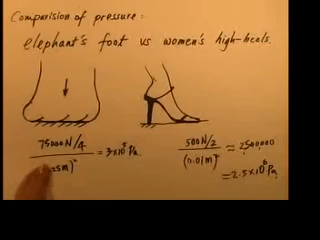 Comparision of pressure:
elephant's foot vs women's high-heels.
75000N/4
= 3×10⁵ Pa
500N/2
(0.01m)²
≈ 2500000
= 2.5×10⁶ Pa.